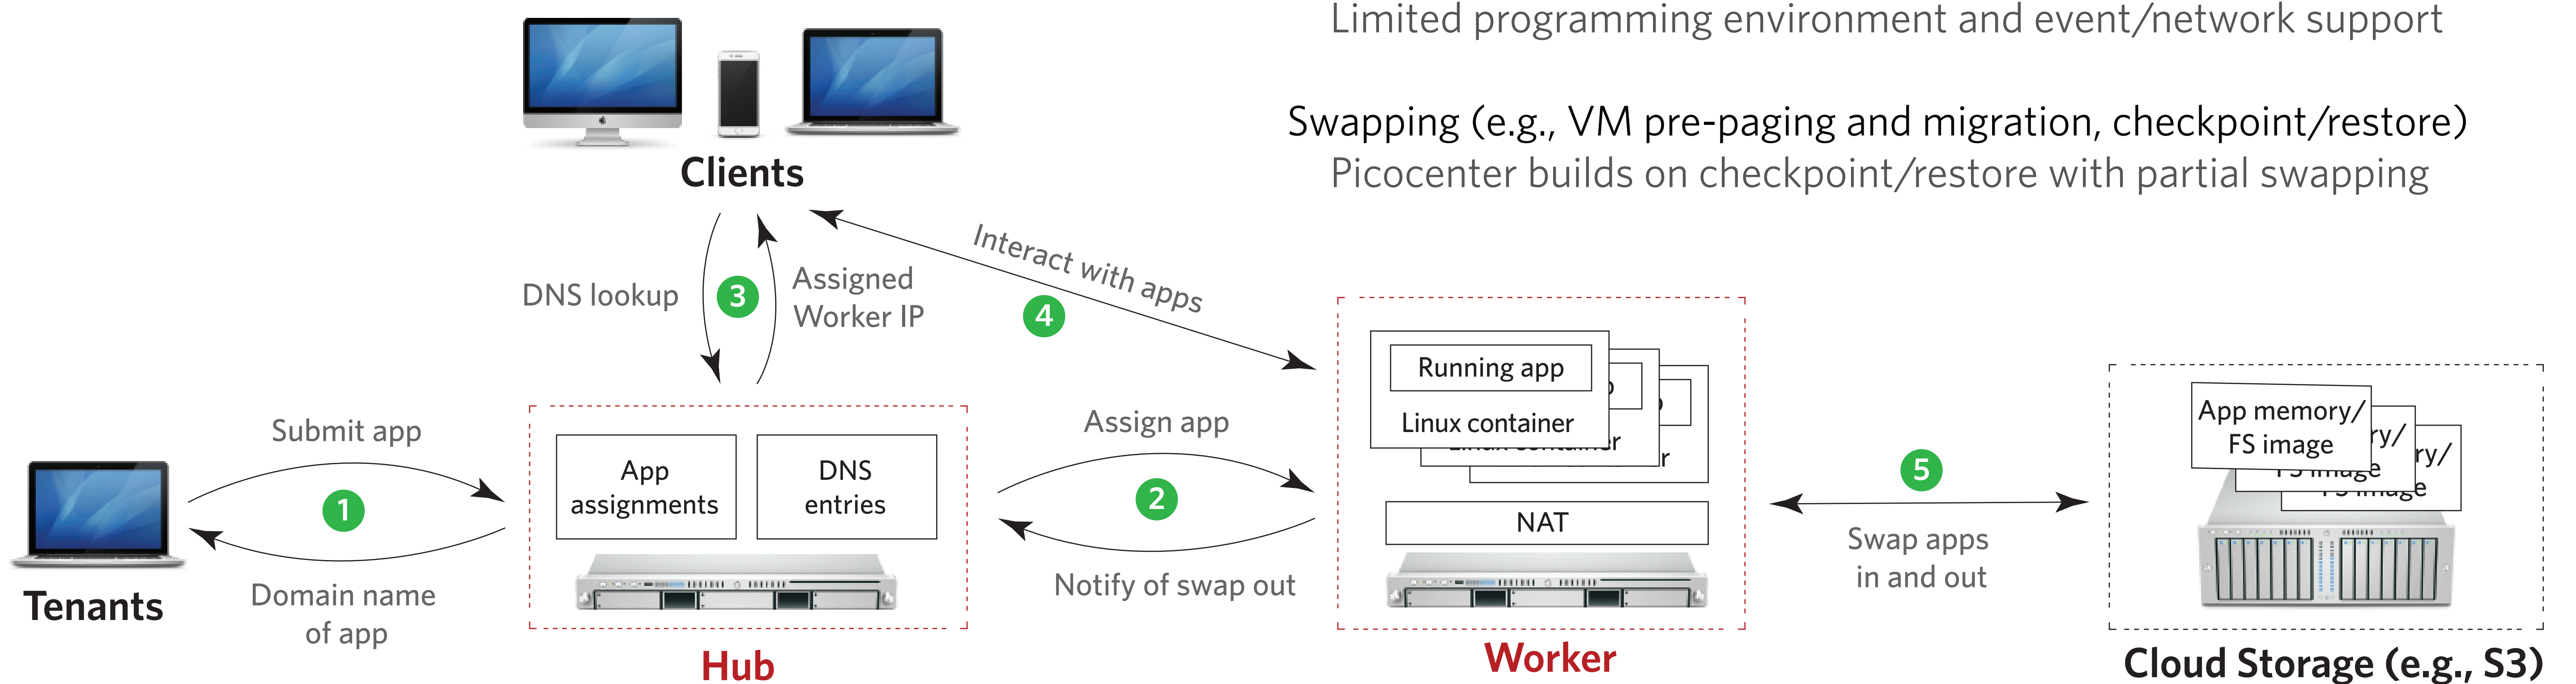 Limited programming environment and event/network support
Swapping (e.g., VM pre-paging and migration, checkpoint/restore)
Picocenter builds on checkpoint/restore with partial swapping
Clients
DNS lookup
3
Assigned
Worker IP
Interact with apps
4
Submit app
1
Domain name
of app
Tenants
App
assignments
DNS
entries
Hub
Assign app
2
Notify of swap out
Running app
Linux container
NAT
Worker
5
Swap apps
in and out
App memory/
FS image
Cloud Storage (e.g., S3)